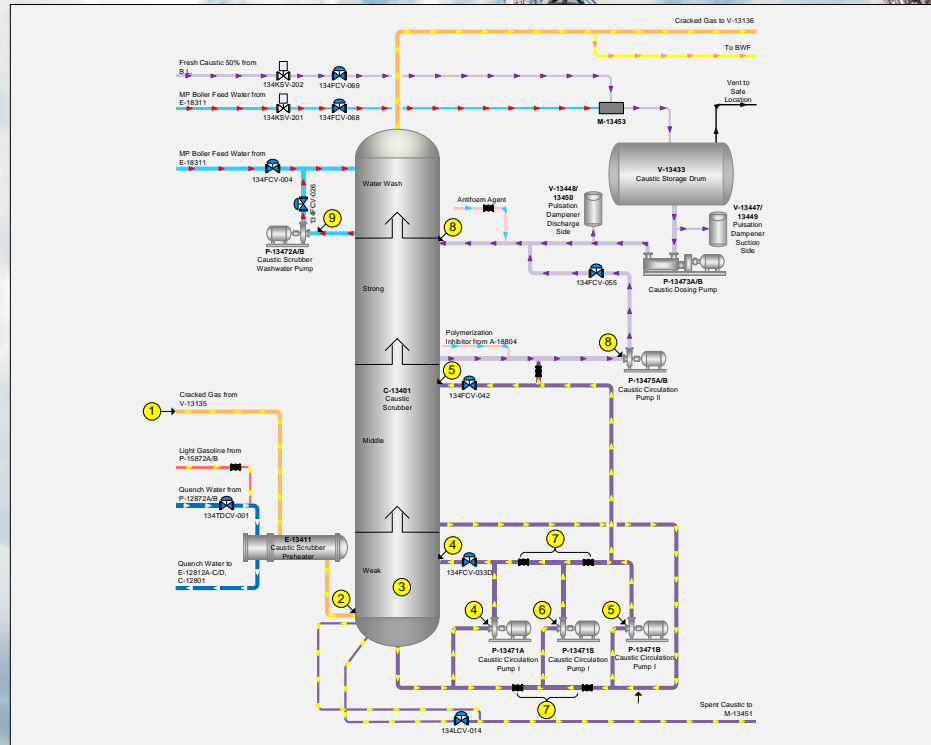 Cracked Gas to V-13136
To BWF
Fresh Caustic 50% from
B.L.
134KSV-202
134FCV-069
Vent to
Safe
Location
MP Boiler Feed Water from
E-18311
134KSV-201
134FCV-068
M-13453
MP Boiler Feed Water from
E-18311
134FCV-004
134FCV-026
9
P-13472A/B
Caustic Scrubber
Washwater Pump
Water Wash
Antifoam Agent
8
V-13448/
13450
Pulsation
Dampener
Discharge
Side
V-13433
Caustic Storage Drum
V-13447/
13449
Pulsation
Dampener
Suction
Side
P-13473A/B
Caustic Dosing Pump
134FCV-055
Strong
Polymerization
Inhibitor from A-18804
8
P-13475A/B
Caustic Circulation
Pump II
5
134FCV-042
C-13401
Caustic
Scrubber
Cracked Gas from
V-13135
1
Middle
Light Gasoline from
P-15872A/B
Quench Water from
P-12872A/B
134TDCV-001
E-13411
Caustic Scrubber
Preheater
Quench Water to
E-12812A-C/D,
C-12801
2
Weak
3
4
134FCV-033D
7
4
6
5
P-13471A
Caustic Circulation
Pump I
P-13471S
Caustic Circulation
Pump I
P-13471B
Caustic Circulation
Pump I
7
134LCV-014
Spent Caustic to
M-13451